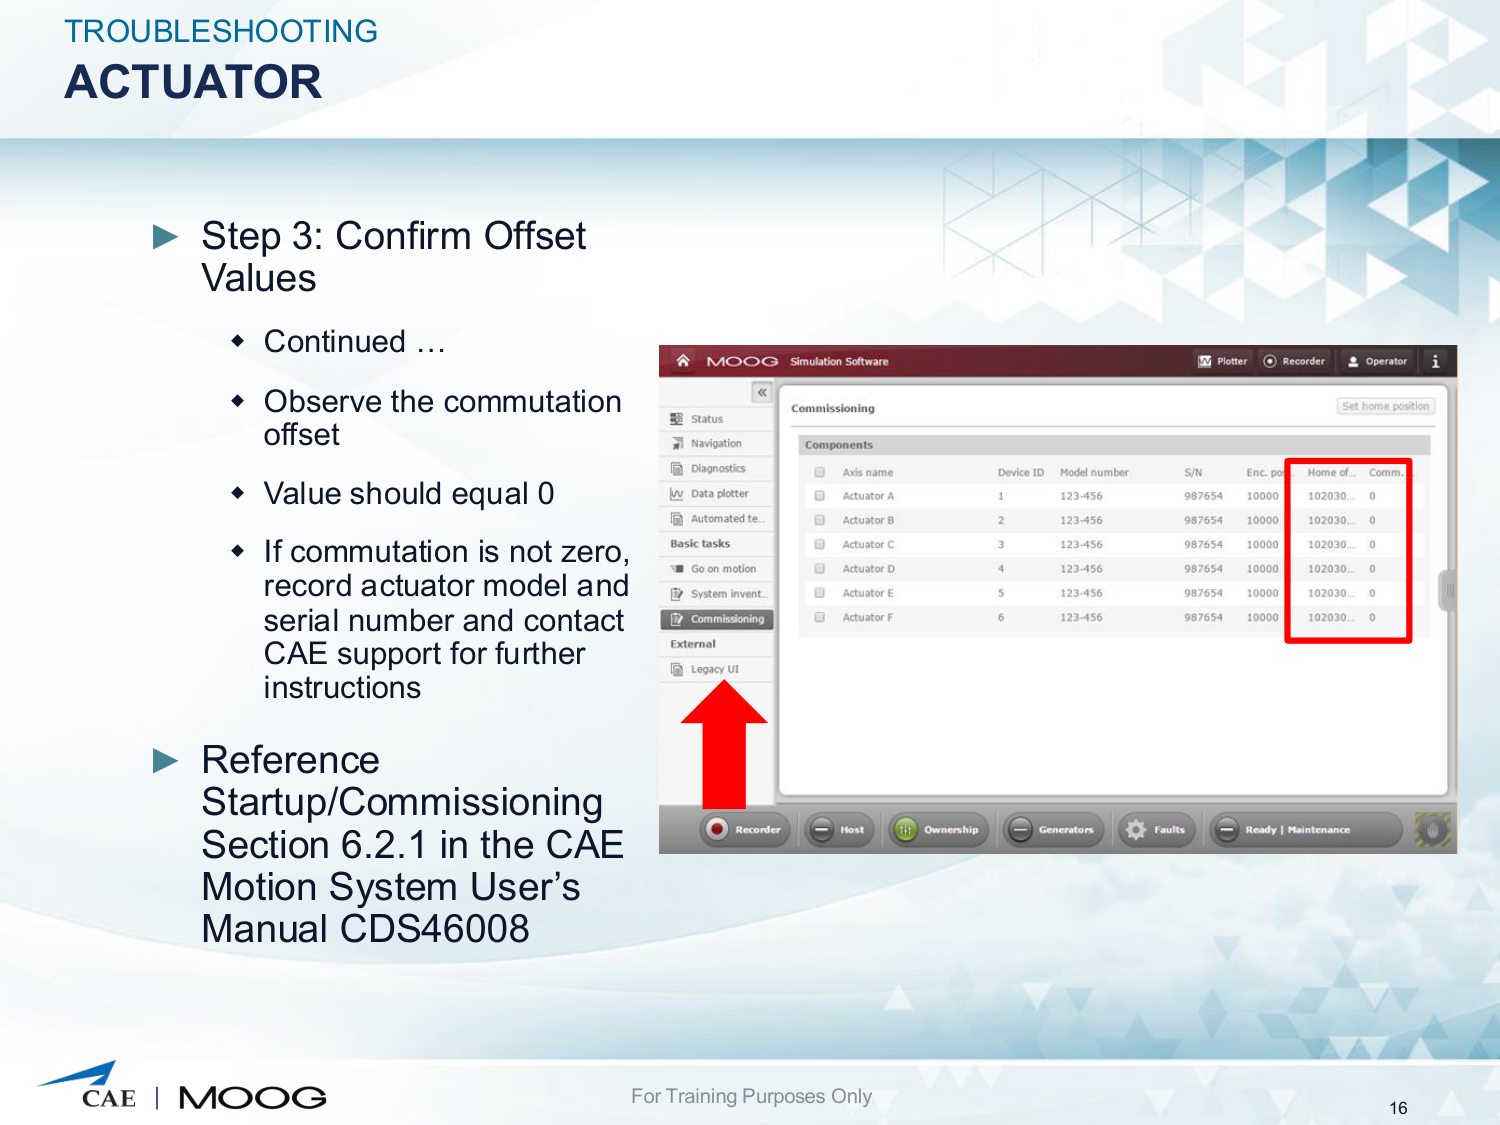 TROUBLESHOOTING
ACTUATOR
► Step 3: Confirm Offset
Values
◆ Continued …
◆ Observe the commutation
offset
◆ Value should equal 0
◆ If commutation is not zero,
record actuator model and
serial number and contact
CAE support for further
instructions
► Reference
Startup/Commissioning
Section 6.2.1 in the CAE
Motion System User’s
Manual CDS46008
MOOG Simulation Software Plotter Recorder Operator i
«
Status
Navigation
Diagnostics
Data plotter
Automated te...
Basic tasks
Go on motion
System invent...
Commissioning
External
Legacy UI
Commissioning Set home position
Components
Axis name Device ID Model number S/N Enc. pos... Home of... Comm. ...
Actuator A 1 123-456 987654 10000 102030... 0
Actuator B 2 123-456 987654 10000 102030... 0
Actuator C 3 123-456 987654 10000 102030... 0
Actuator D 4 123-456 987654 10000 102030... 0
Actuator E 5 123-456 987654 10000 102030... 0
Actuator F 6 123-456 987654 10000 102030... 0
Recorder Host Ownership Generators Faults Ready | Maintenance
CAE | MOOG
For Training Purposes Only
16